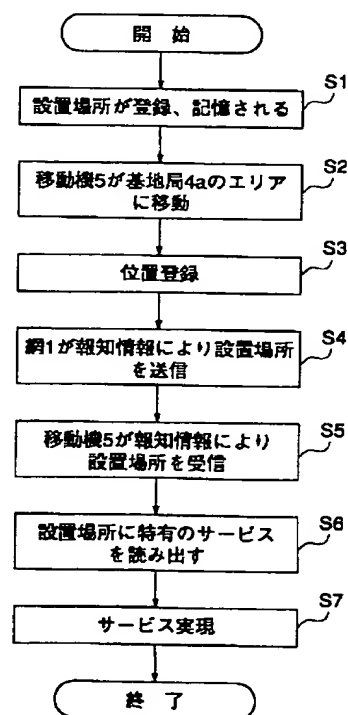 開 始
S1
設置場所が登録、記憶される
S2
移動機5が基地局4aのエリア
に移動
S3
位置登録
S4
網1が報知情報により設置場所
を送信
S5
移動機5が報知情報により
設置場所を受信
S6
設置場所に特有のサービス
を読み出す
S7
サービス実現
終 了